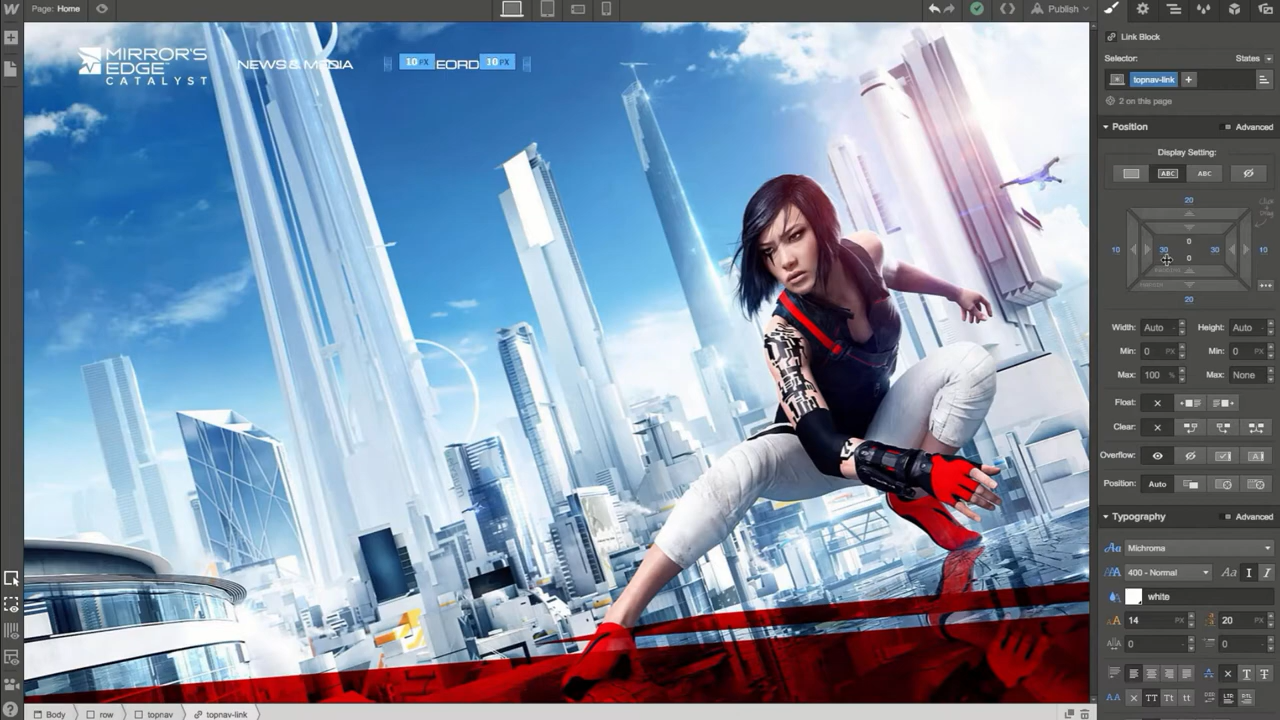 Page: Home
Publish
MIRROR'S
EDGE
CATALYST
NEWS & MEDIA
10 PX
EORD
10 PX
Link Block
Selector:
States
topnav-link
2 on this page
Position
Advanced
Display Setting:
ABC
ABC
20
10
30
0
30
10
0
20
Width: Auto
Height: Auto
Min: 0 PX
Min: 0 PX
Max: 100 %
Max: None
Float:
Clear:
Overflow:
Position: Auto
Typography
Advanced
Michroma
400 - Normal
white
14 PX
20 PX
0
0
Body
row
topnav
topnav-link